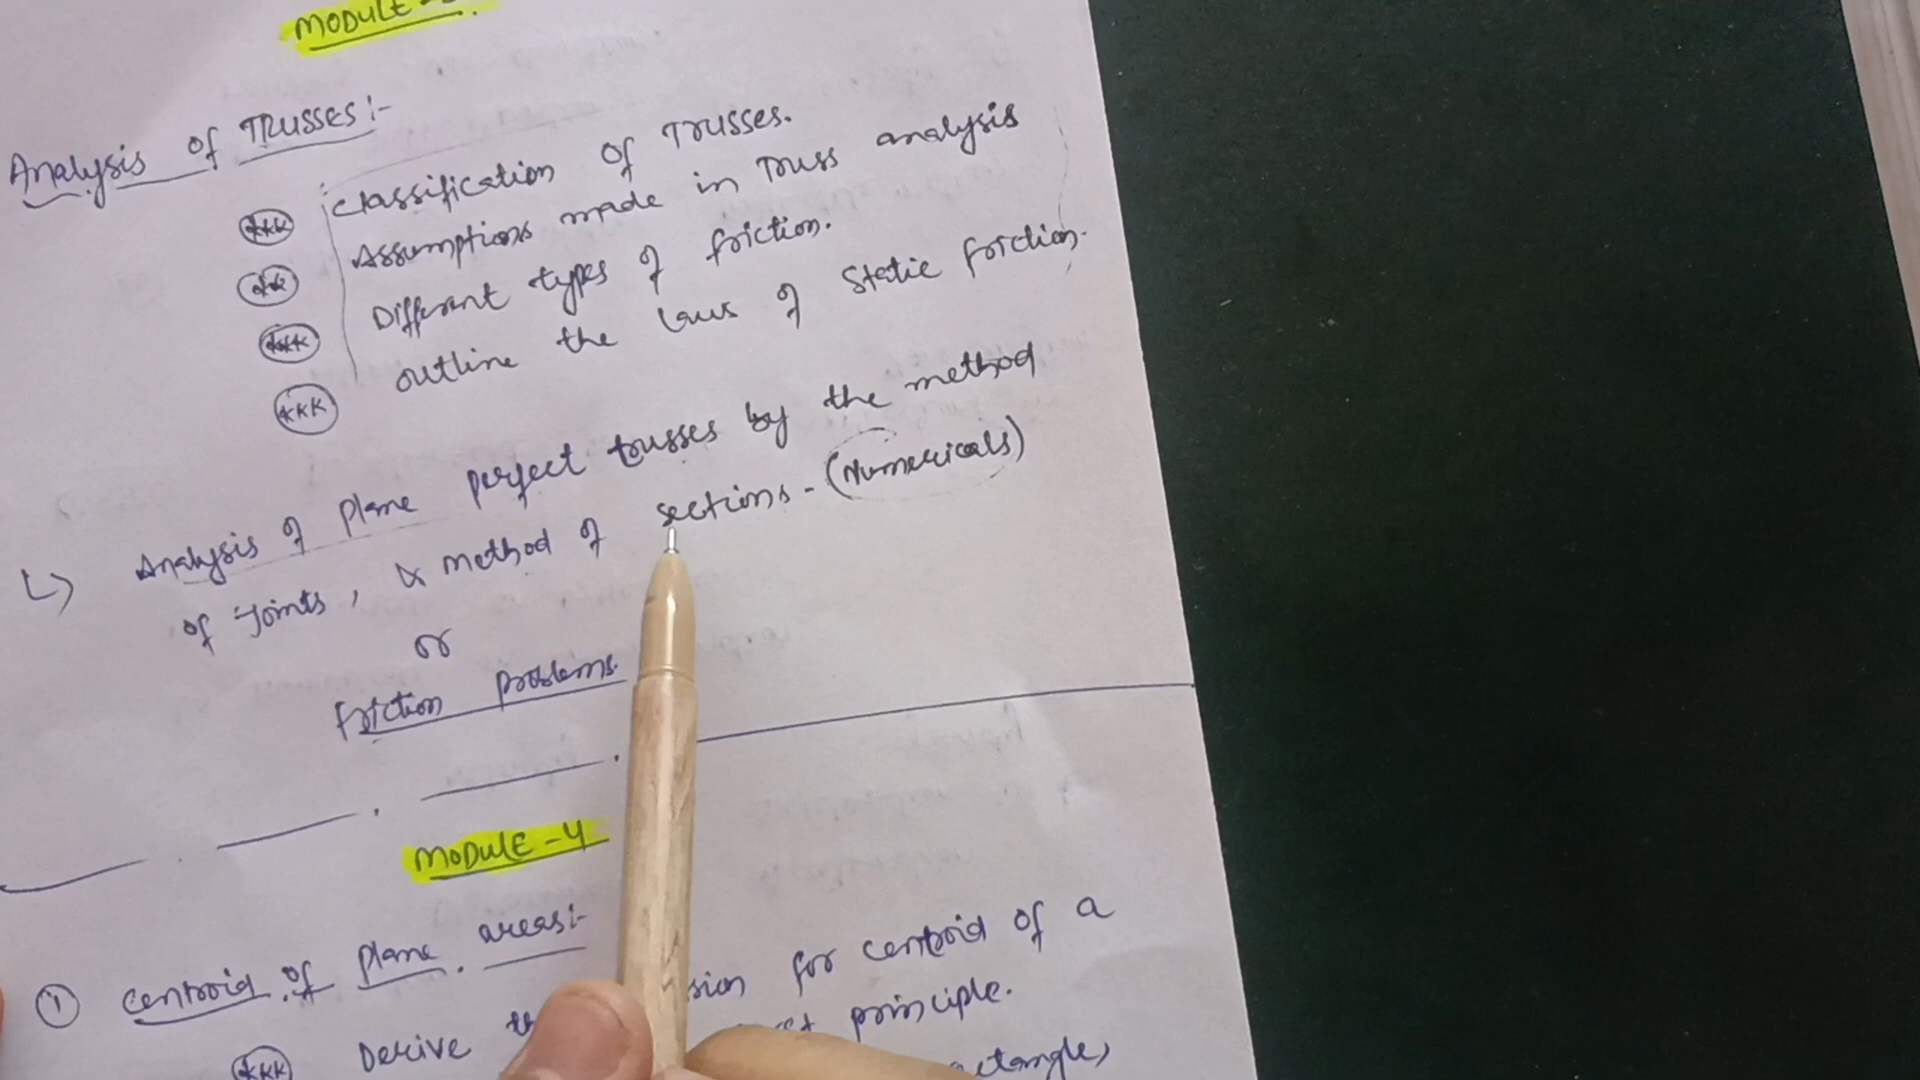 MODULE -
Analysis of Trusses:-
*** Classification of Trusses.
** Assumptions made in Truss analysis
*** Different types of friction.
*** outline the laws of static friction.
↳ Analysis of plane perfect trusses by the method
of joints, & method of sections - (Numericals)
or
friction problems.
MODULE - 4
① centroid of plane areas:-
*** Derive th sion for centroid of a
principle.
ectangle,